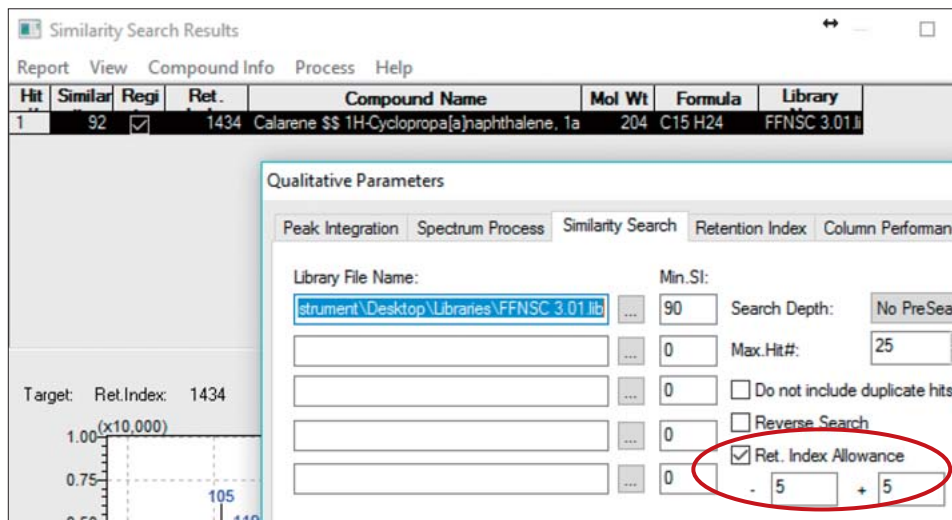 Similarity Search Results
Report View Compound Info Process Help
Hit Similar Regi Ret. Compound Name Mol Wt Formula Library
1 92 1434 Calarene $$ 1H-Cyclopropa[a]naphthalene, 1a 204 C15 H24 FFNSC 3.01.li
Qualitative Parameters
Peak Integration Spectrum Process Similarity Search Retention Index Column Performan
Library File Name: Min.SI:
strument\Desktop\Libraries\FFNSC 3.01.lib ... 90 Search Depth: No PreSea
... 0 Max.Hit#: 25
... 0 Do not include duplicate hits
Reverse Search
... 0
Ret. Index Allowance
... 0 - 5 + 5
Target: Ret.Index: 1434
(x10,000)
1.00
0.75
105